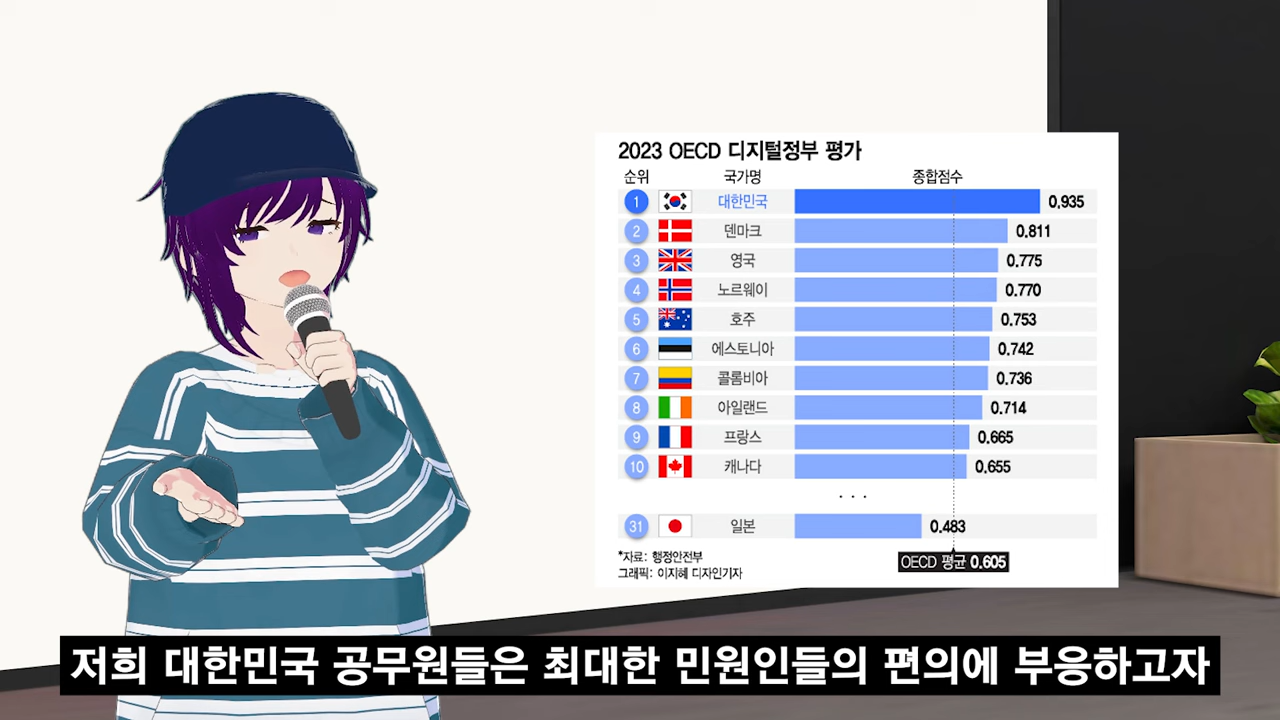 2023 OECD 디지털정부 평가
순위 국가명 종합점수
1 대한민국 0.935
2 덴마크 0.811
3 영국 0.775
4 노르웨이 0.770
5 호주 0.753
6 에스토니아 0.742
7 콜롬비아 0.736
8 아일랜드 0.714
9 프랑스 0.665
10 캐나다 0.655
...
31 일본 0.483
*자료: 행정안전부
OECD 평균 0.605
그래픽: 이지혜 디자인기자
저희 대한민국 공무원들은 최대한 민원인들의 편의에 부응하고자